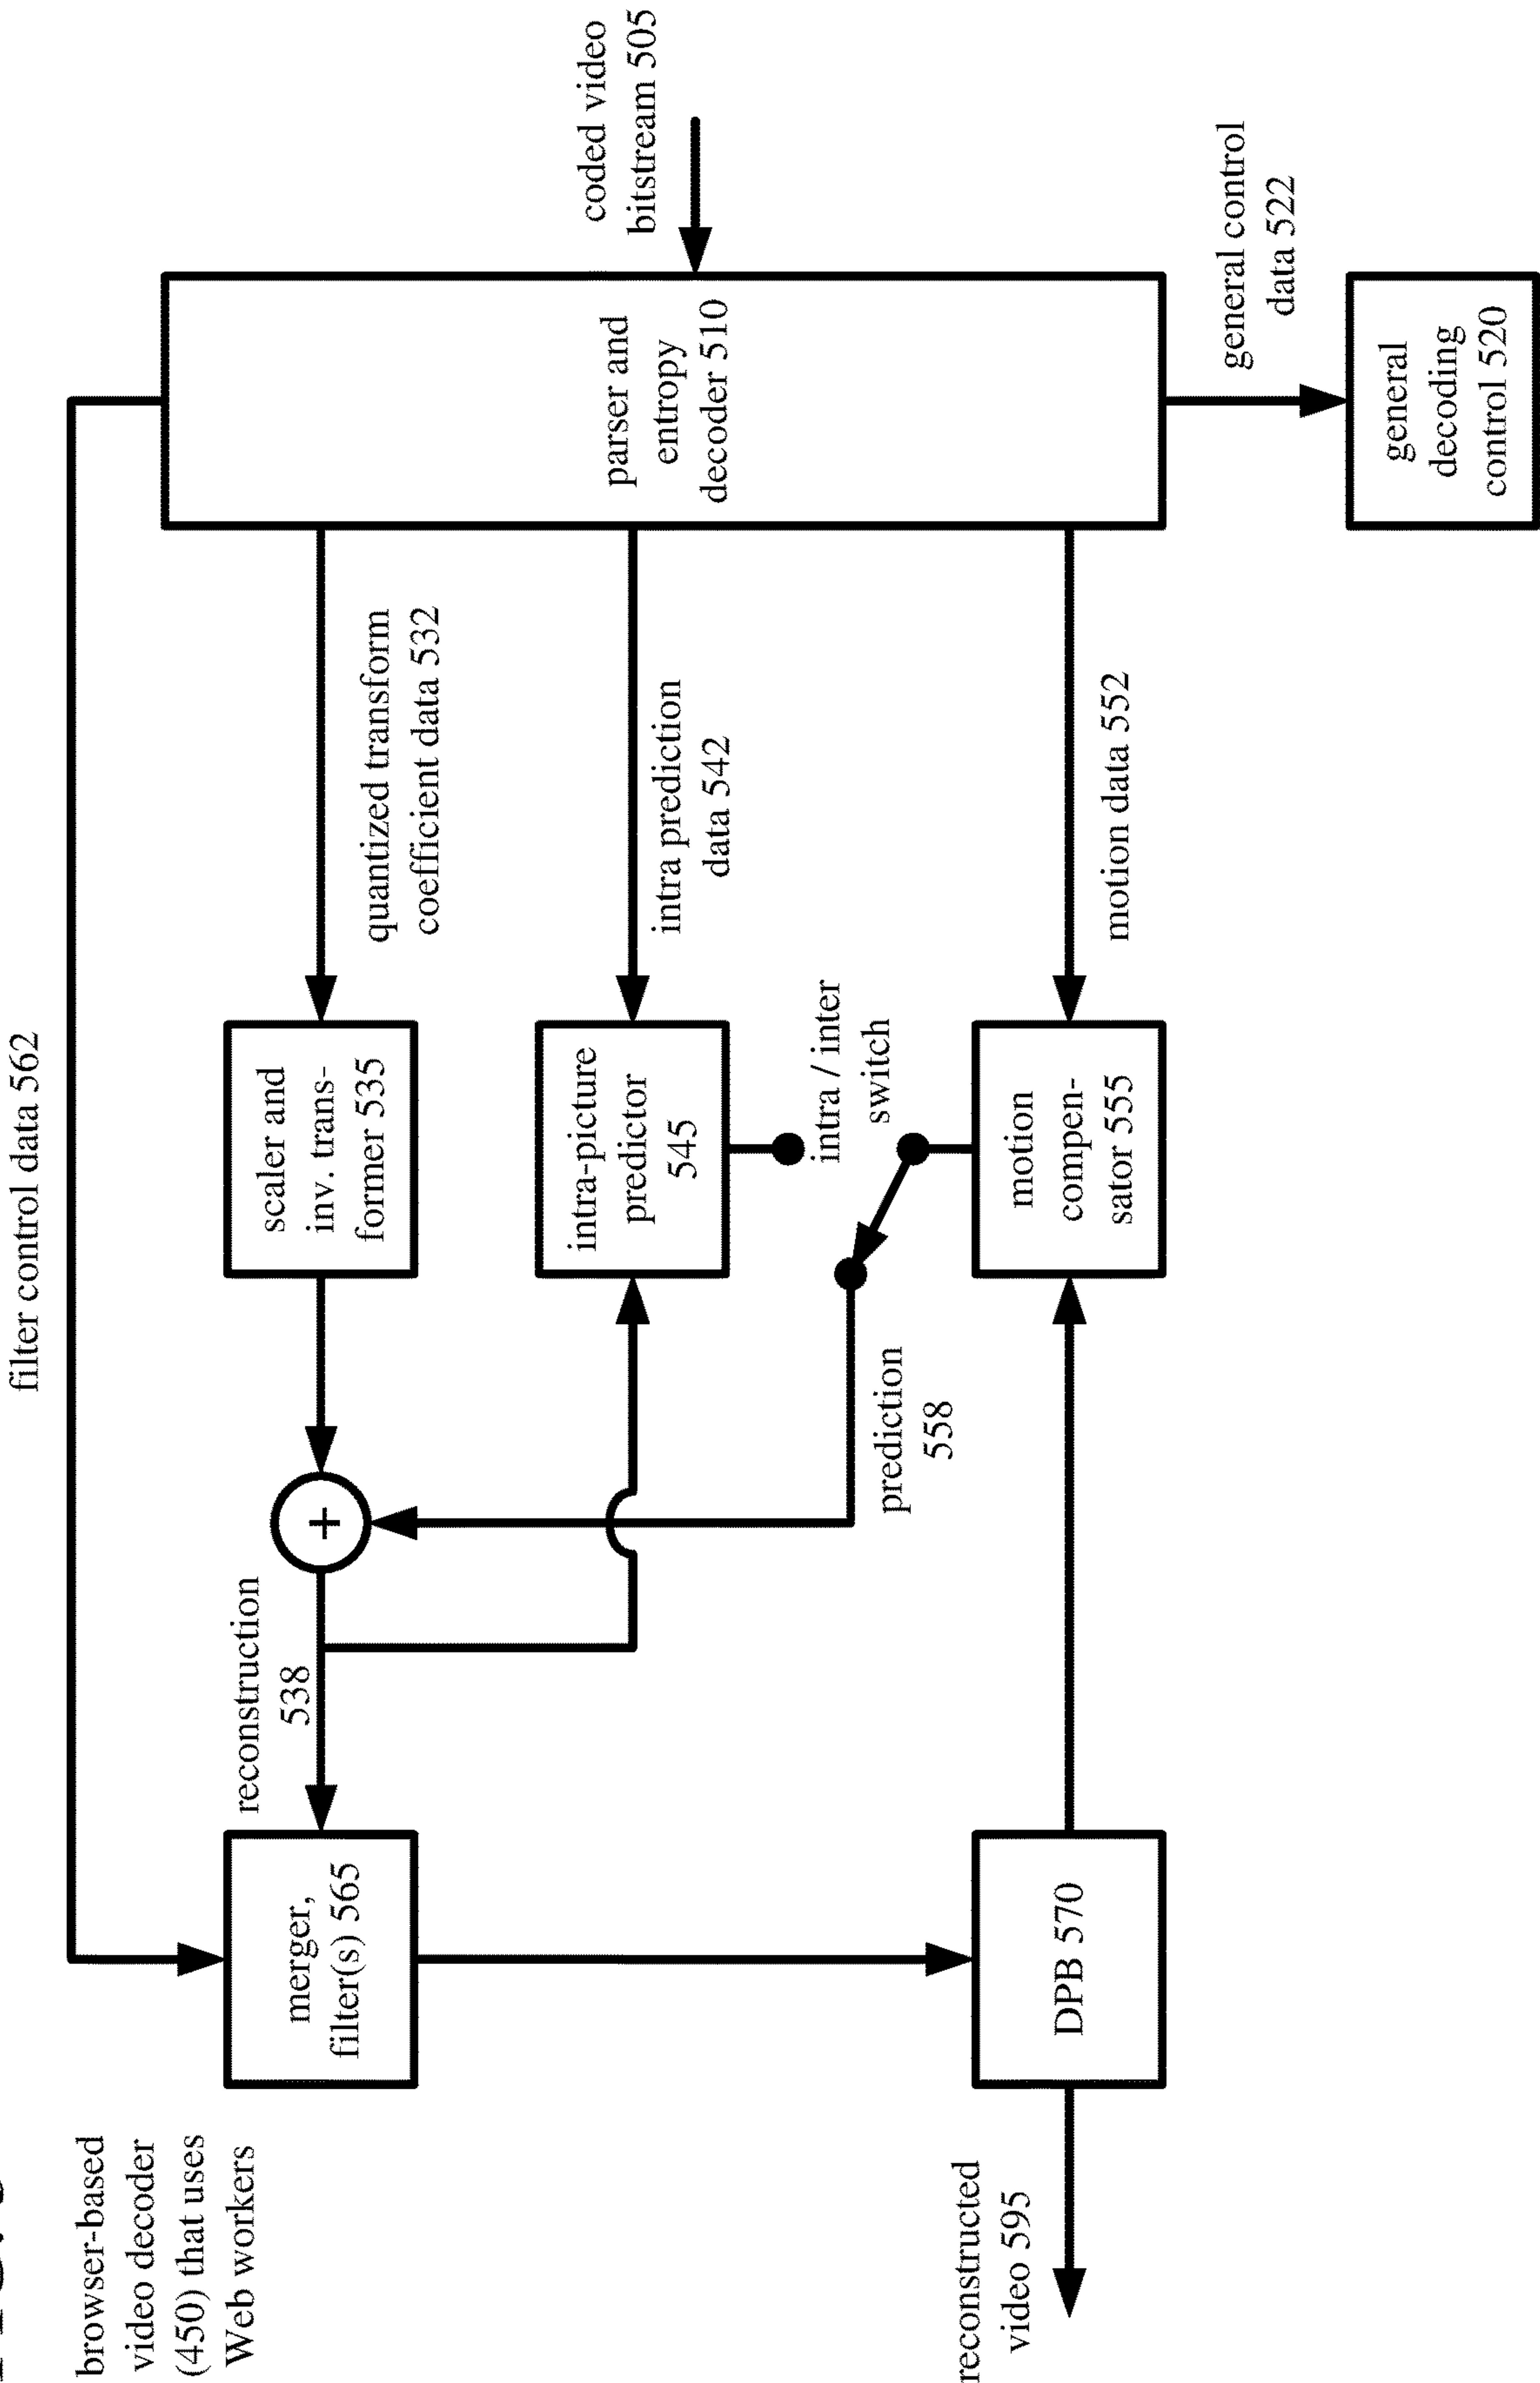 browser-based
video decoder
(450) that uses
Web workers
filter control data 562
merger,
filter(s) 565
reconstruction
538
+
scaler and
inv. trans-
former 535
quantized transform
coefficient data 532
intra-picture
predictor
545
intra prediction
data 542
parser and
entropy
decoder 510
coded video
bitstream 505
intra / inter
switch
prediction
558
reconstructed
video 595
DPB 570
motion
compen-
sator 555
motion data 552
general control
data 522
general
decoding
control 520